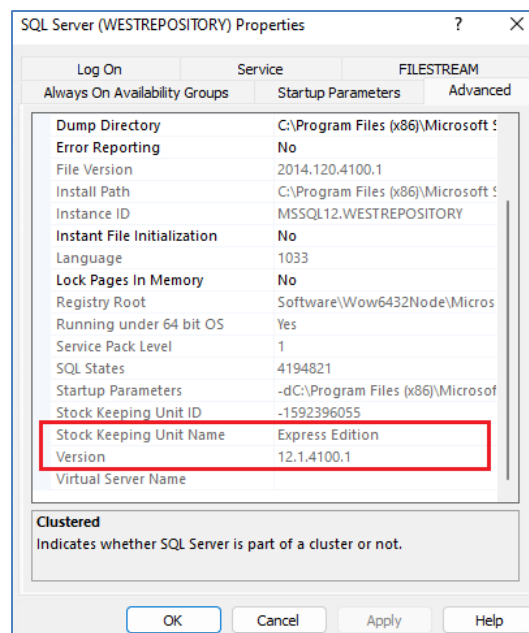 SQL Server (WESTREPOSITORY) Properties ? ×
Log On Service FILESTREAM
Always On Availability Groups Startup Parameters Advanced
Dump Directory C:\Program Files (x86)\Microsoft S
Error Reporting No
File Version 2014.120.4100.1
Install Path C:\Program Files (x86)\Microsoft S
Instance ID MSSQL12.WESTREPOSITORY
Instant File Initialization No
Language 1033
Lock Pages In Memory No
Registry Root Software\Wow6432Node\Micros
Running under 64 bit OS Yes
Service Pack Level 1
SQL States 4194821
Startup Parameters -dC:\Program Files (x86)\Microsof
Stock Keeping Unit ID -1592396055
Stock Keeping Unit Name Express Edition
Version 12.1.4100.1
Virtual Server Name
Clustered
Indicates whether SQL Server is part of a cluster or not.
OK Cancel Apply Help